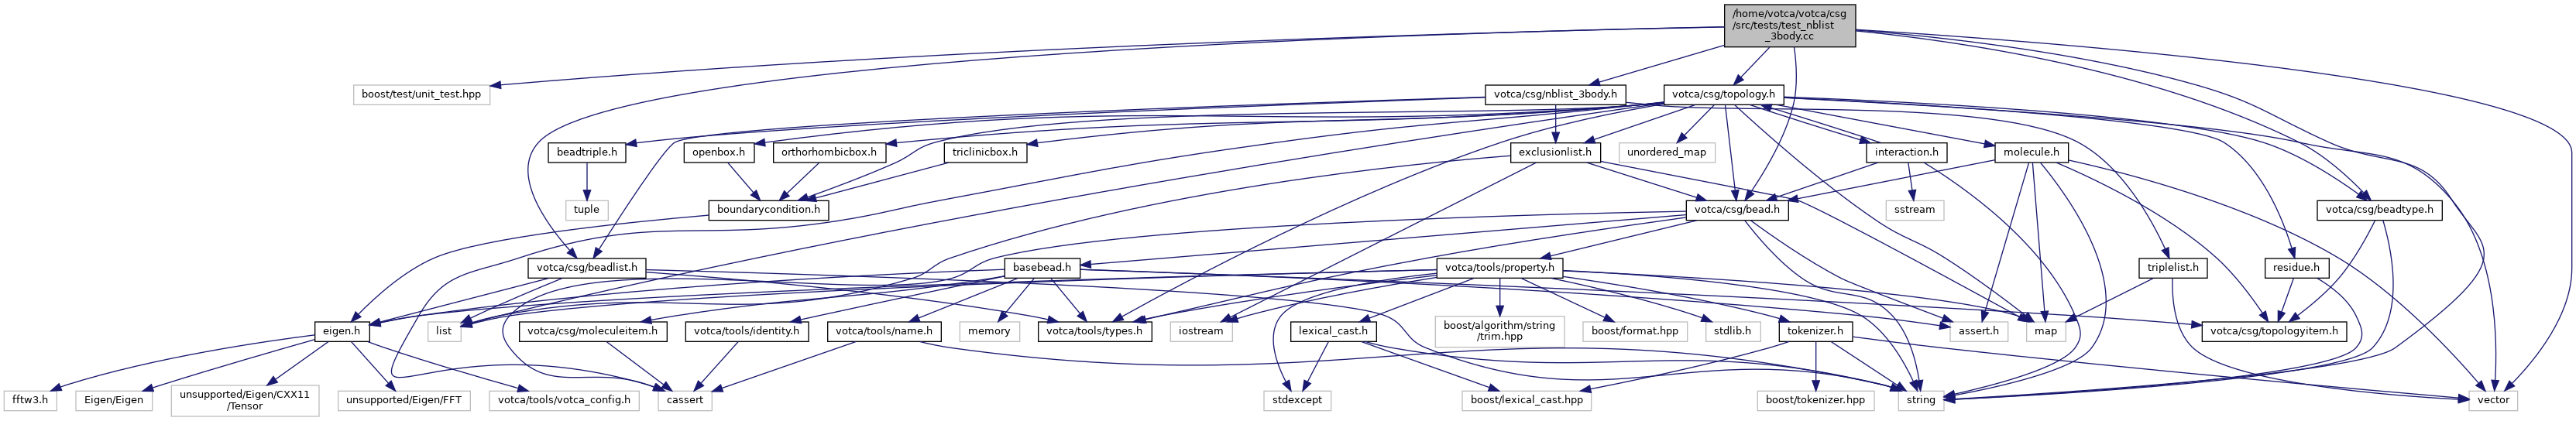 /home/votca/votca/csg
/src/tests/test_nblist
_3body.cc
boost/test/unit_test.hpp
votca/csg/nblist_3body.h
votca/csg/topology.h
beadtriple.h
openbox.h
orthorhombicbox.h
triclinicbox.h
exclusionlist.h
unordered_map
interaction.h
molecule.h
tuple
boundarycondition.h
votca/csg/bead.h
sstream
votca/csg/beadtype.h
votca/csg/beadlist.h
basebead.h
votca/tools/property.h
triplelist.h
residue.h
eigen.h
list
votca/csg/moleculeitem.h
votca/tools/identity.h
votca/tools/name.h
memory
votca/tools/types.h
iostream
lexical_cast.h
boost/algorithm/string
/trim.hpp
boost/format.hpp
stdlib.h
tokenizer.h
assert.h
map
votca/csg/topologyitem.h
fftw3.h
Eigen/Eigen
unsupported/Eigen/CXX11
/Tensor
unsupported/Eigen/FFT
votca/tools/votca_config.h
cassert
stdexcept
boost/lexical_cast.hpp
boost/tokenizer.hpp
string
vector